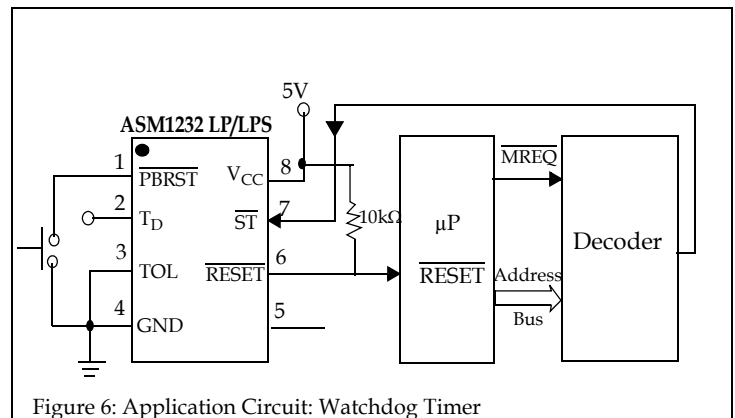 5V
ASM1232 LP/LPS
1
PBRST
VCC
8
2
TD
ST
7
10kΩ
3
TOL
RESET
6
4
GND
5
µP
RESET
MREQ
Address
Bus
Decoder
Figure 6: Application Circuit: Watchdog Timer